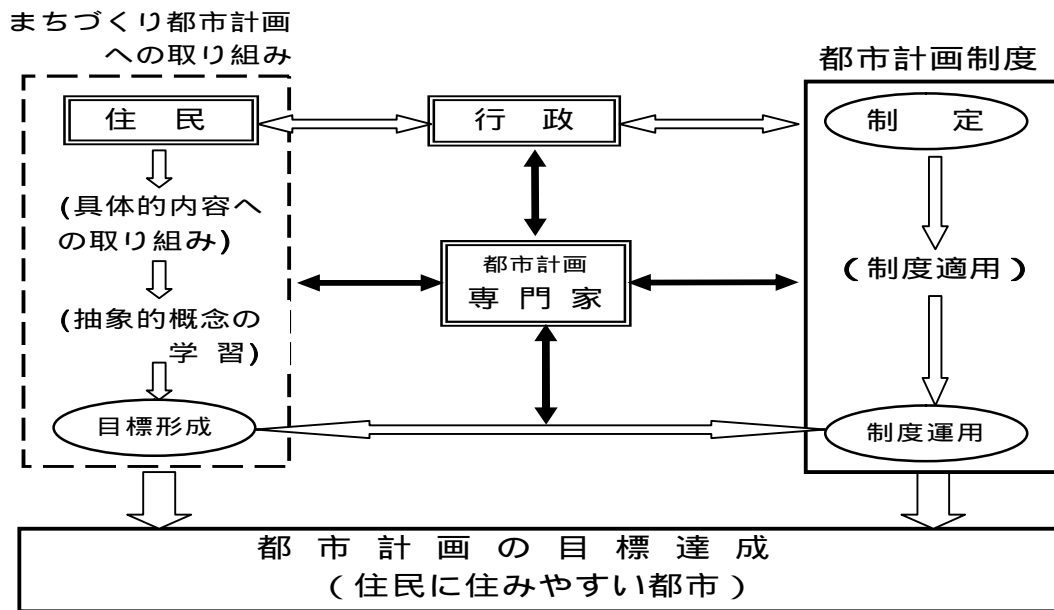 まちづくり都市計画
への取り組み
都市計画制度
住 民
行 政
制 定
(具体的内容へ
の取り組み)
都市計画
専 門 家
(制度適用)
(抽象的概念の
学 習)
目標形成
制度運用
都 市 計 画 の 目 標 達 成
(住民に住みやすい都市)